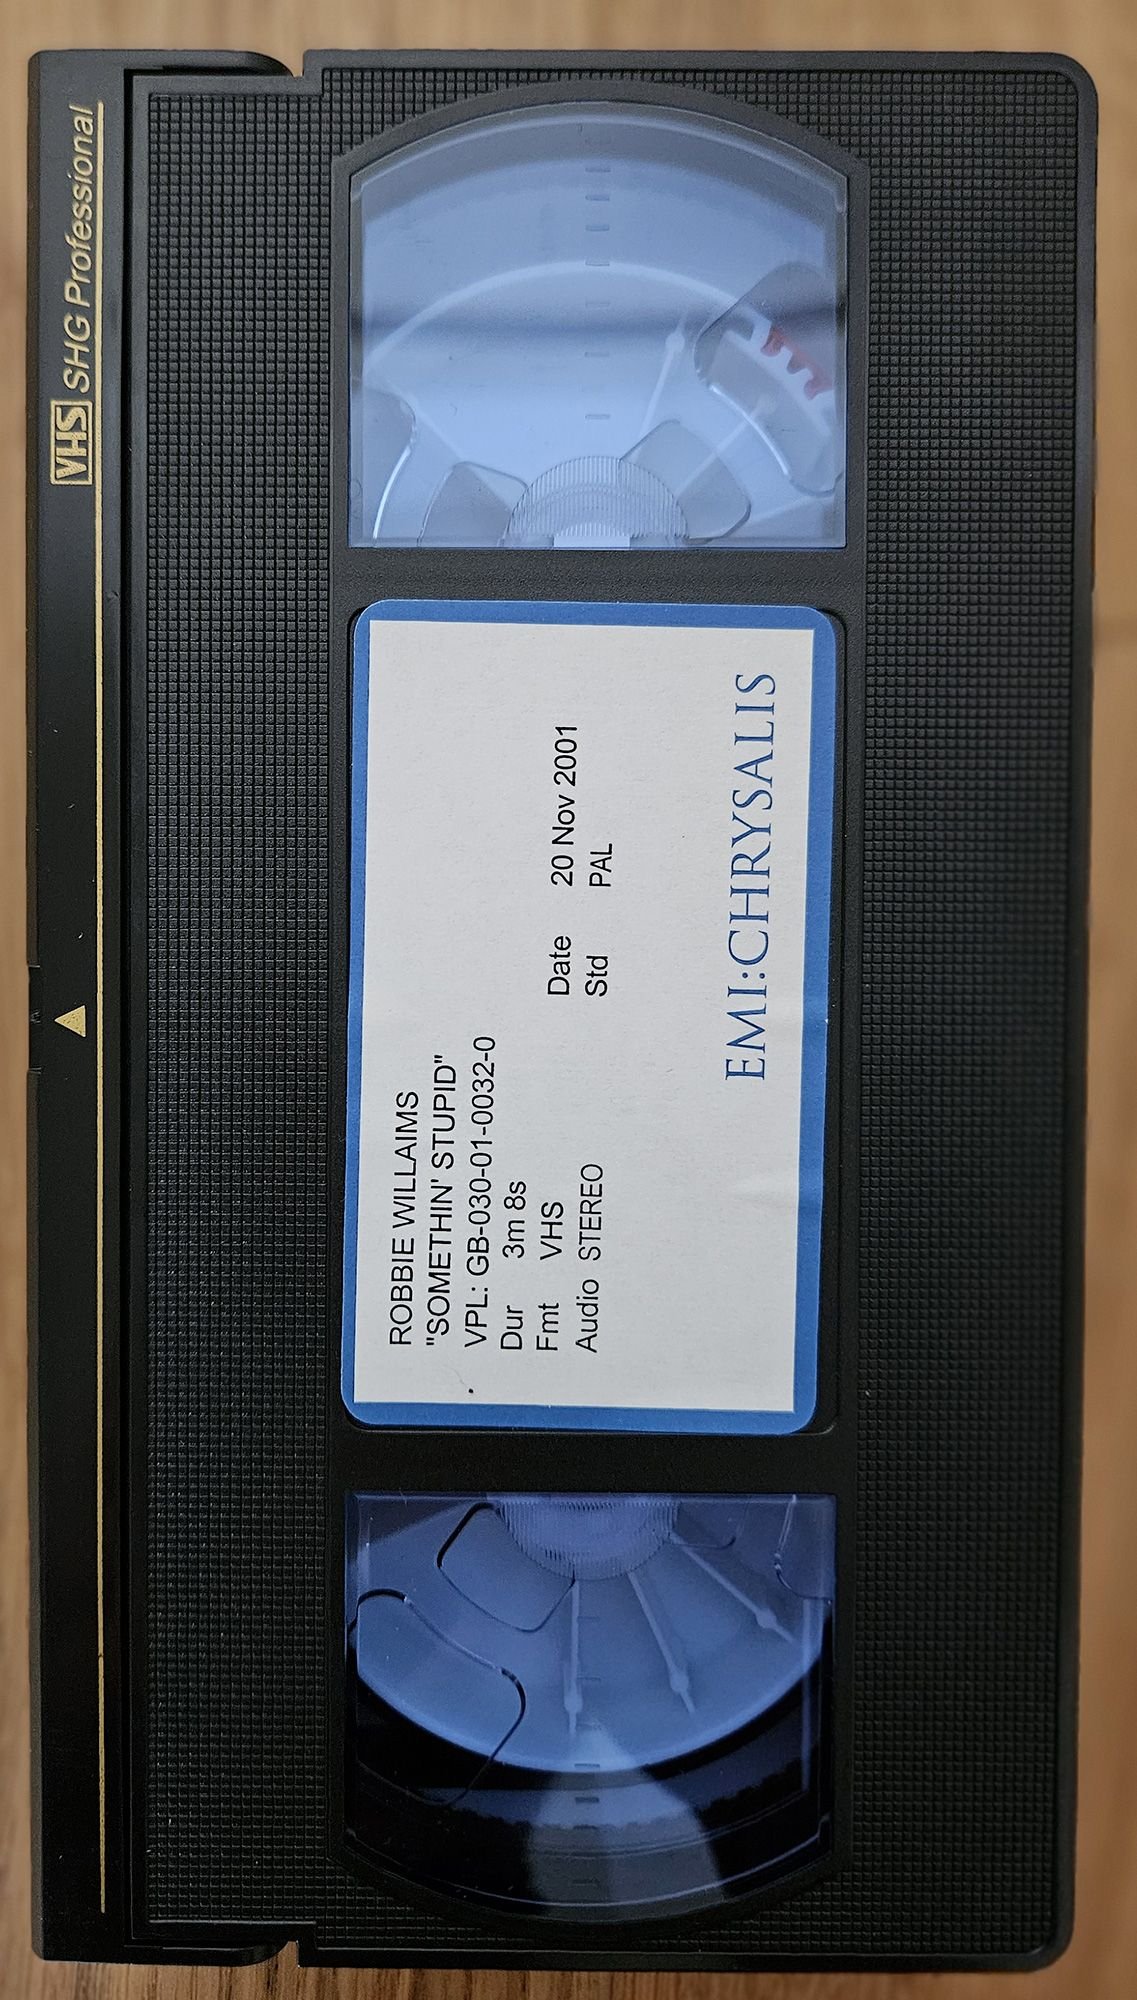 VHS SHG Professional
ROBBIE WILLAIMS
"SOMETHIN' STUPID"
VPL: GB-030-01-0032-0
Dur 3m 8s
Fmt VHS Date 20 Nov 2001
Audio STEREO Std PAL
EMI:CHRYSALIS